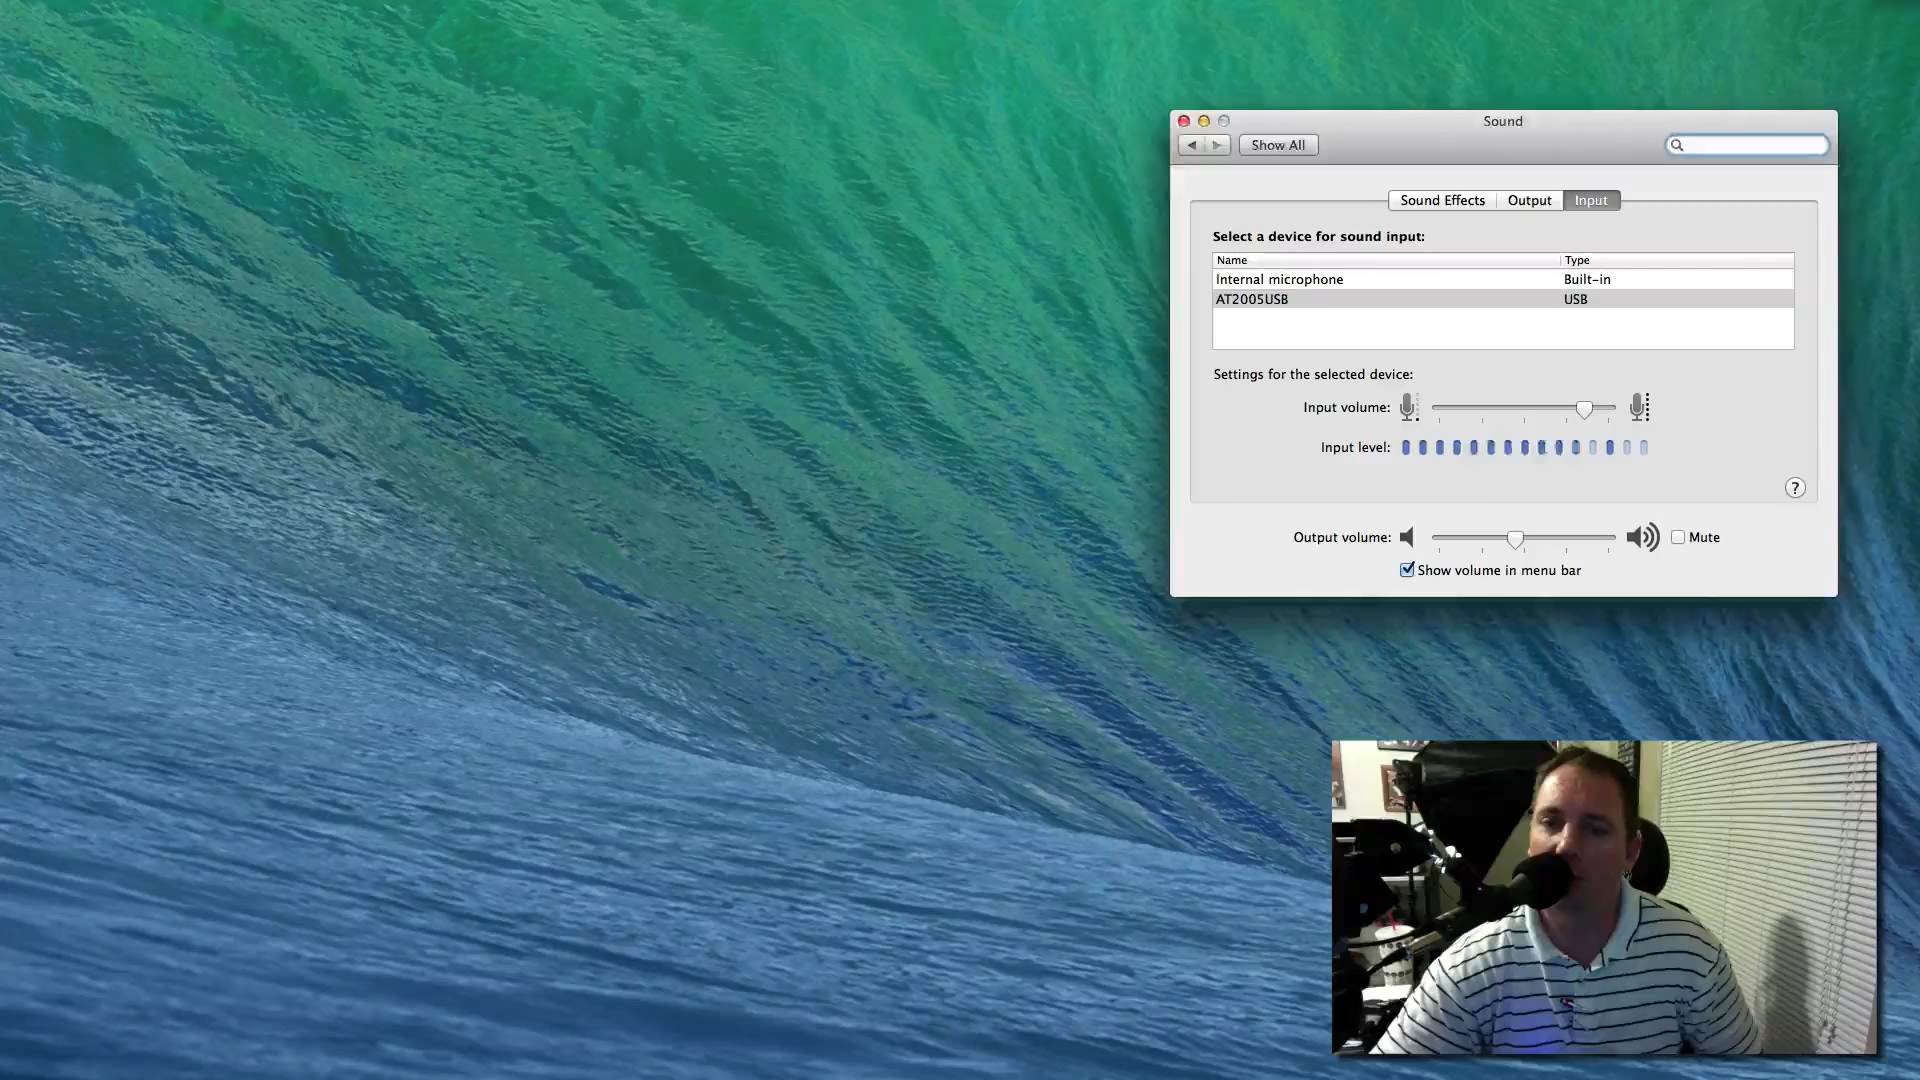 Sound
Show All
Sound Effects Output Input
Select a device for sound input:
Name Type
Internal microphone Built-in
AT2005USB USB
Settings for the selected device:
Input volume:
Input level:
?
Output volume: Mute
Show volume in menu bar